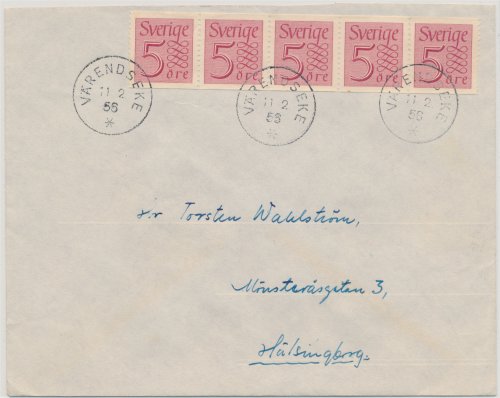 Sverige Sverige Sverige Sverige Sverige
5 5 5 5 5
öre öre öre öre öre
VÄRENDSEKE VÄRENDSEKE VÄRENDSEKE
11 2 11 2 11 2
56 56 56
Hr Torsten Wahlström,
Mönsteråsgatan 3,
Hälsingborg.